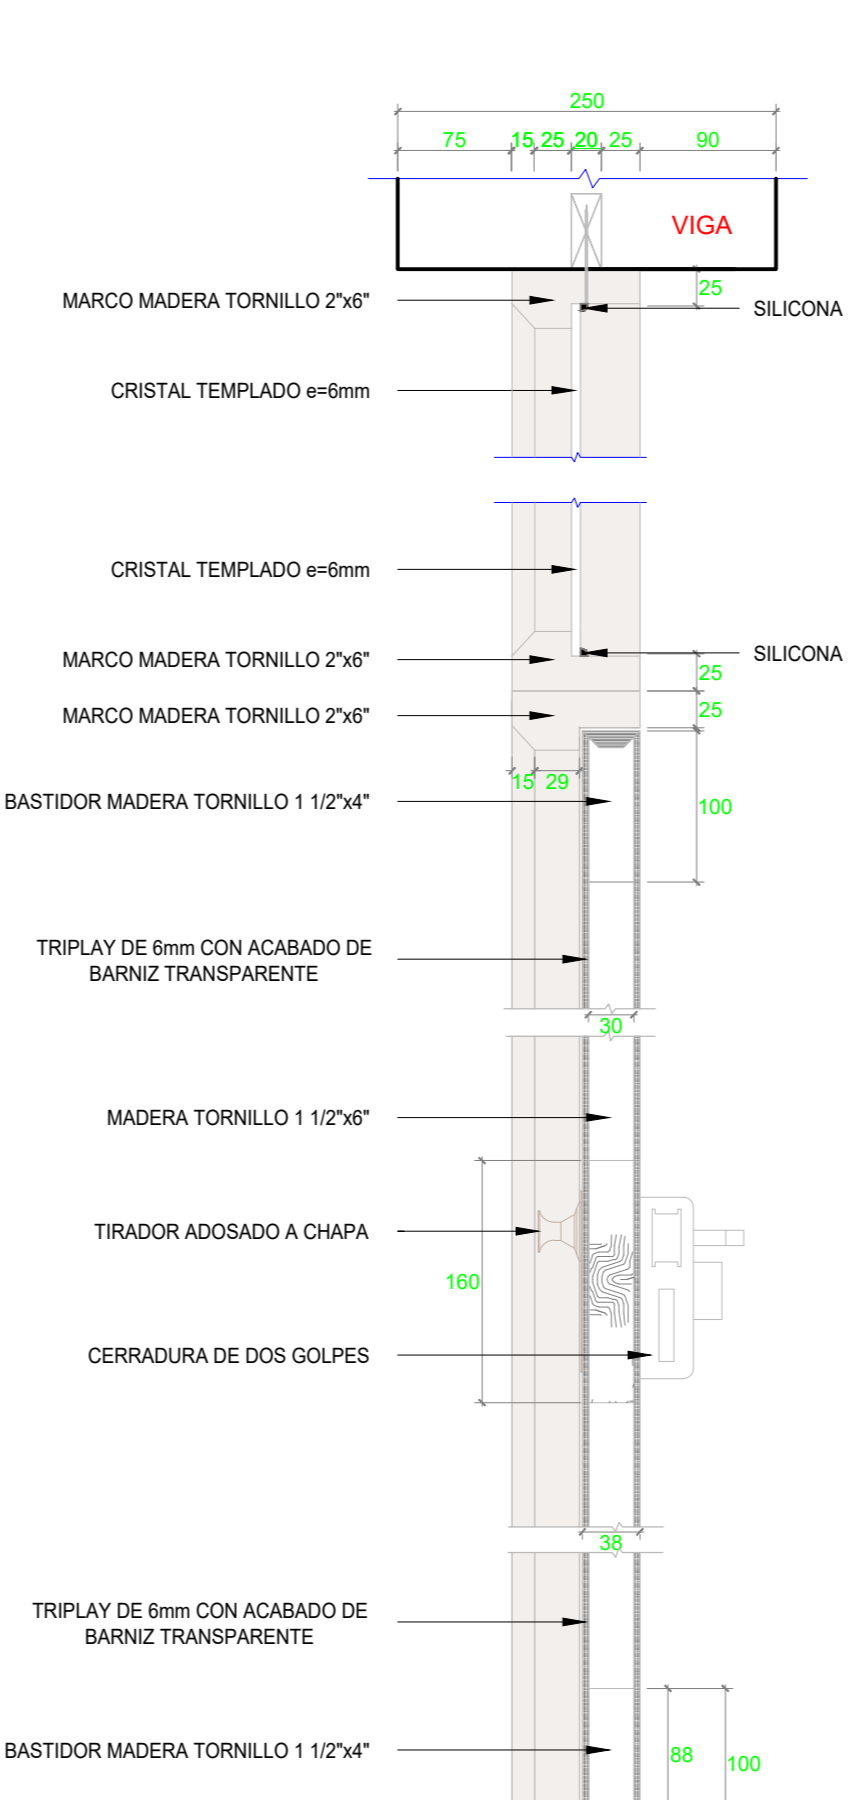 250
75 15 25 20 25 90
VIGA
25
MARCO MADERA TORNILLO 2"x6"
SILICONA
CRISTAL TEMPLADO e=6mm
CRISTAL TEMPLADO e=6mm
SILICONA
MARCO MADERA TORNILLO 2"x6"
25
25
MARCO MADERA TORNILLO 2"x6"
15 29
BASTIDOR MADERA TORNILLO 1 1/2"x4"
100
TRIPLAY DE 6mm CON ACABADO DE
BARNIZ TRANSPARENTE
30
MADERA TORNILLO 1 1/2"x6"
TIRADOR ADOSADO A CHAPA
160
CERRADURA DE DOS GOLPES
38
TRIPLAY DE 6mm CON ACABADO DE
BARNIZ TRANSPARENTE
BASTIDOR MADERA TORNILLO 1 1/2"x4"
88
100